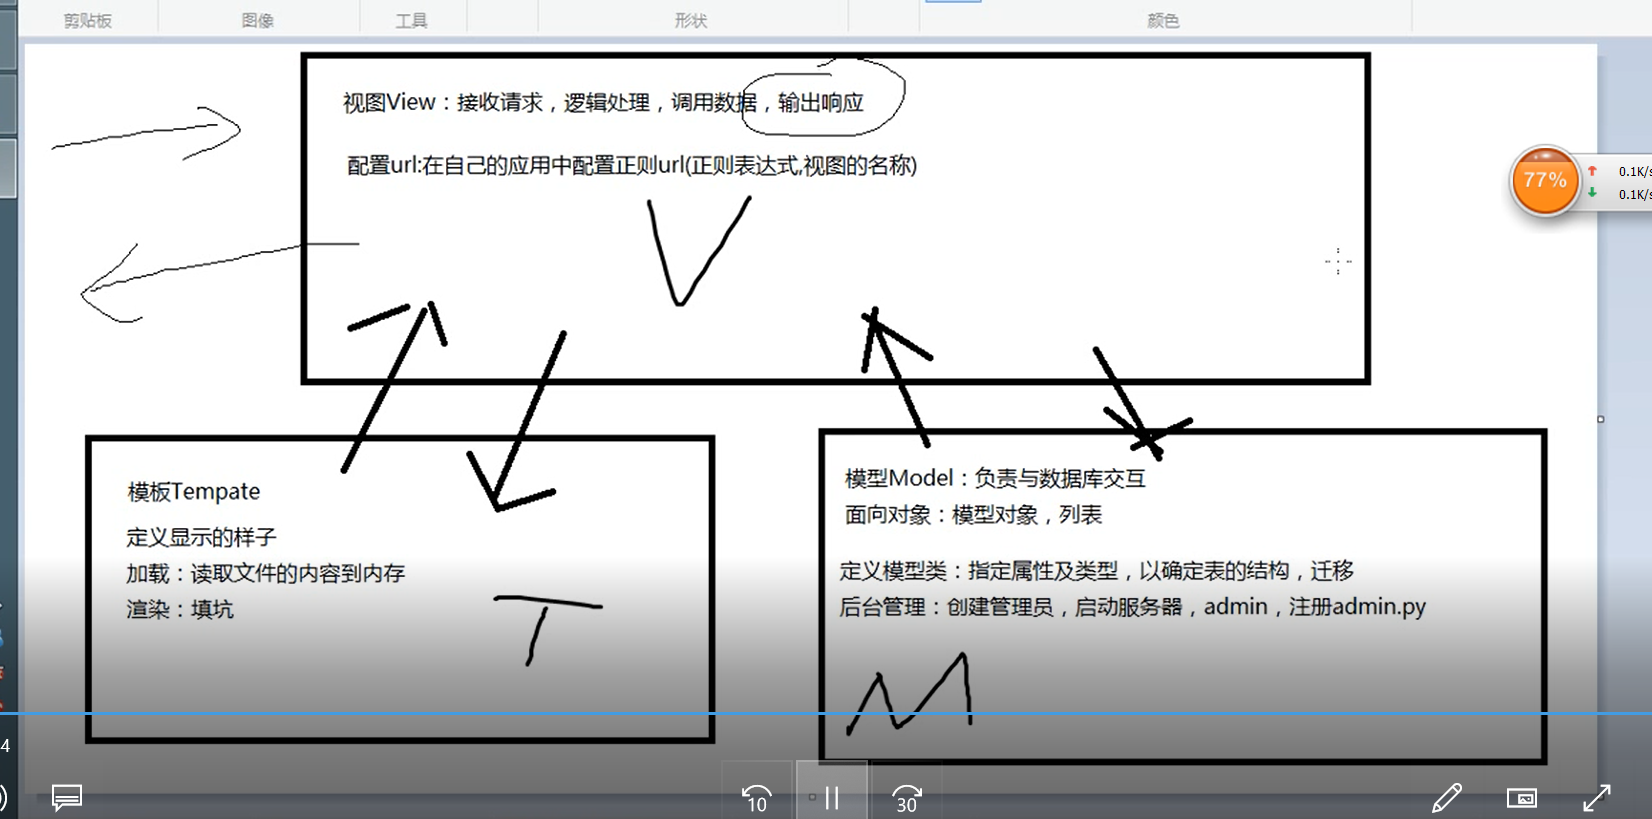 剪贴板
图像
工具
形状
颜色
视图View：接收请求，逻辑处理，调用数据，输出响应
配置url:在自己的应用中配置正则url(正则表达式,视图的名称)
V
77%
0.1K/s
0.1K/s
模板Tempate
定义显示的样子
加载：读取文件的内容到内存
渲染：填坑
T
模型Model：负责与数据库交互
面向对象：模型对象，列表
定义模型类：指定属性及类型，以确定表的结构，迁移
后台管理：创建管理员，启动服务器，admin，注册admin.py
M
4
10
30